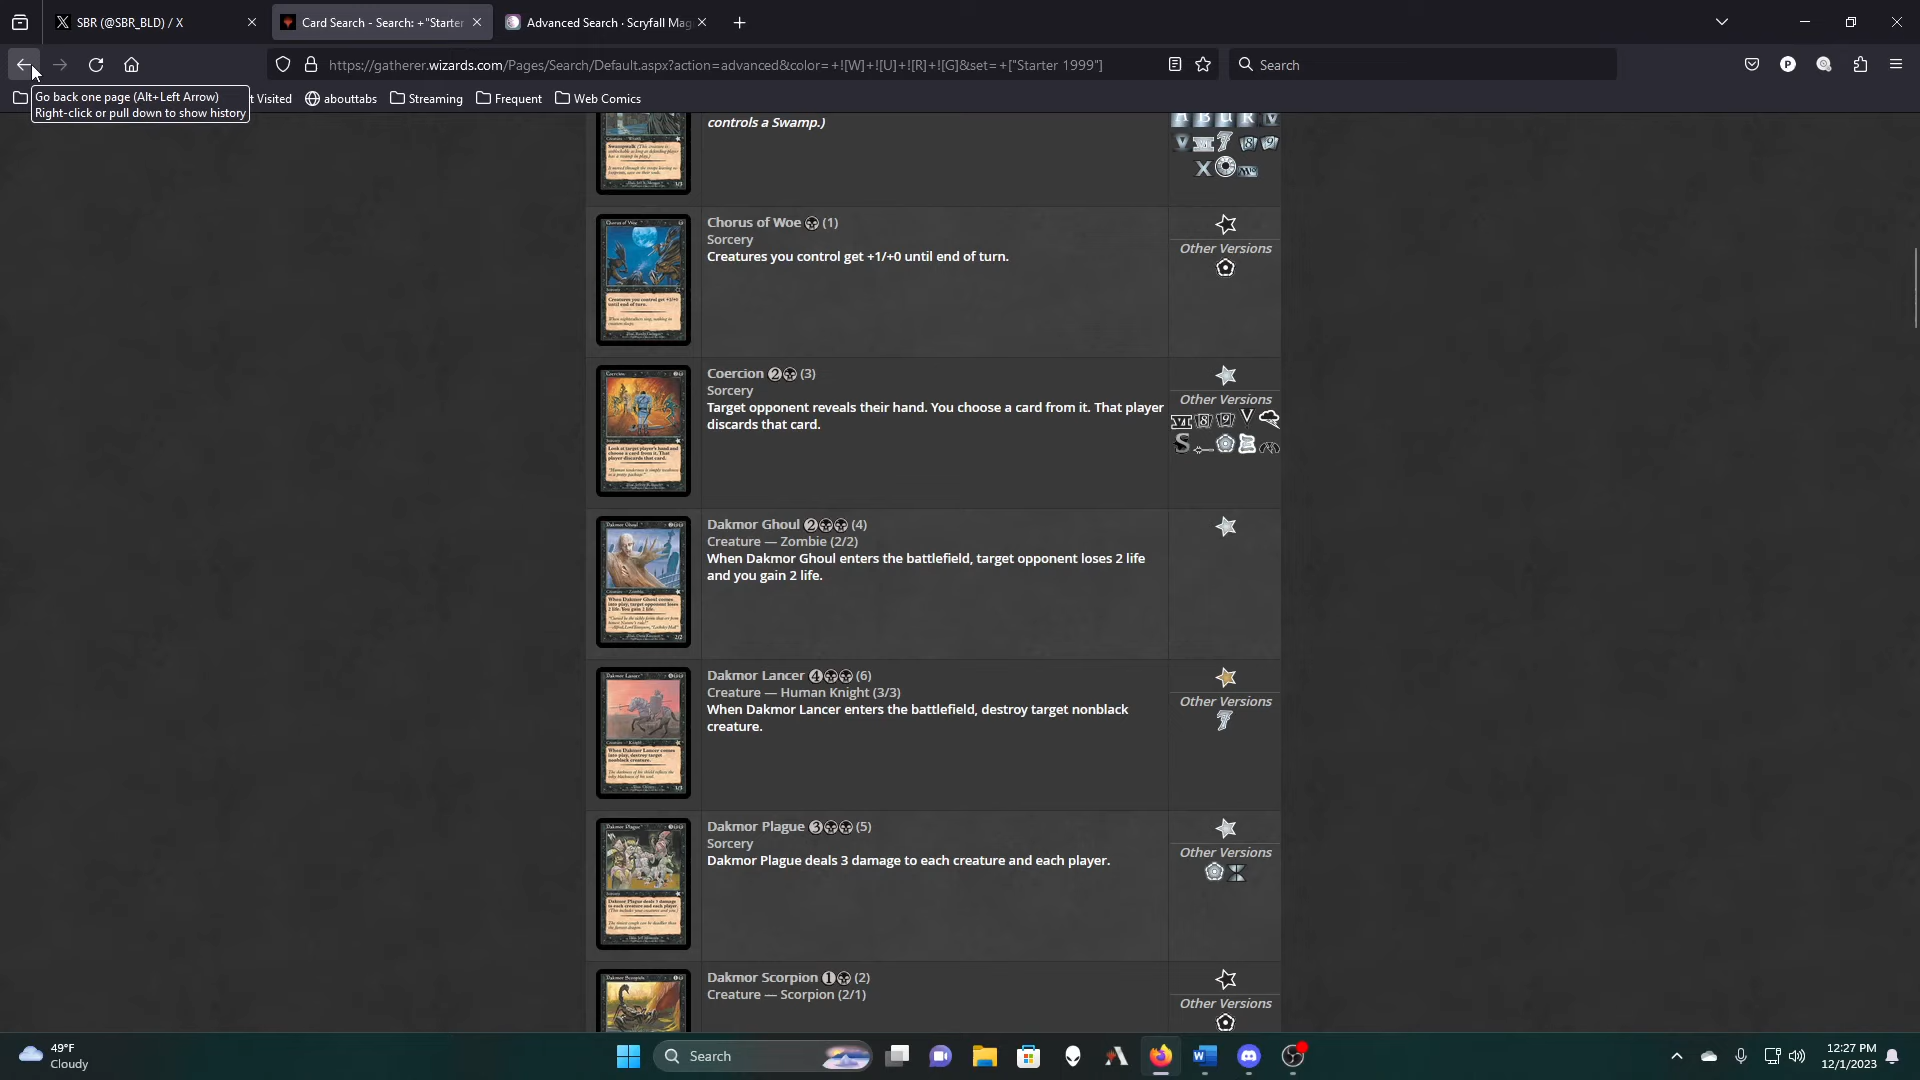 SBR (@SBR_BLD) / X
Card Search - Search: +"Starter
Advanced Search · Scryfall Mag
https://gatherer.wizards.com/Pages/Search/Default.aspx?action=advanced&color=+![W]+![U]+![R]+![G]&set=+["Starter 1999"]
Search
Go back one page (Alt+Left Arrow)
Right-click or pull down to show history
t Visited
abouttabs
Streaming
Frequent
Web Comics
controls a Swamp.)
Chorus of Woe (1)
Sorcery
Creatures you control get +1/+0 until end of turn.
Other Versions
Coercion 2 (3)
Sorcery
Target opponent reveals their hand. You choose a card from it. That player
discards that card.
Other Versions
Dakmor Ghoul 2 (4)
Creature — Zombie (2/2)
When Dakmor Ghoul enters the battlefield, target opponent loses 2 life
and you gain 2 life.
Dakmor Lancer 4 (6)
Creature — Human Knight (3/3)
When Dakmor Lancer enters the battlefield, destroy target nonblack
creature.
Other Versions
Dakmor Plague 3 (5)
Sorcery
Dakmor Plague deals 3 damage to each creature and each player.
Other Versions
Dakmor Scorpion 1 (2)
Creature — Scorpion (2/1)
Other Versions
49°F
Cloudy
Search
12:27 PM
12/1/2023